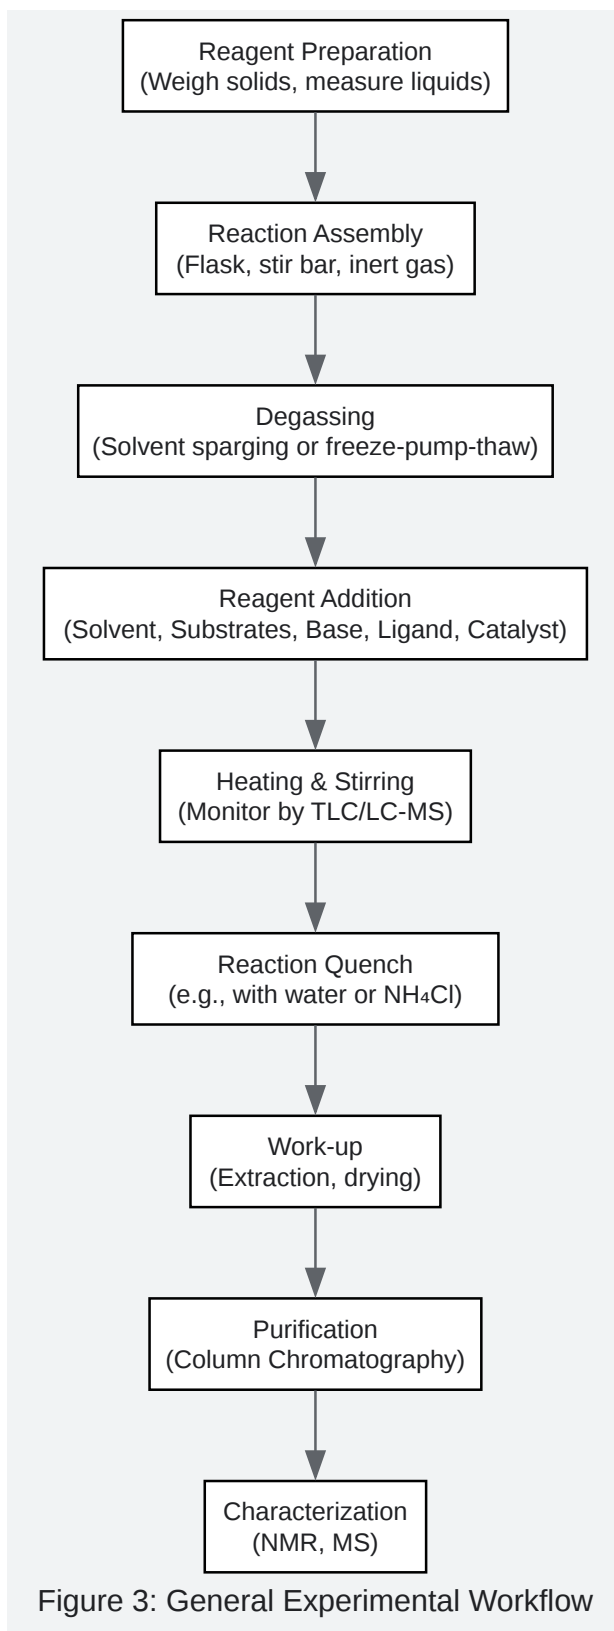 Reagent Preparation
(Weigh solids, measure liquids)
Reaction Assembly
(Flask, stir bar, inert gas)
Degassing
(Solvent sparging or freeze-pump-thaw)
Reagent Addition
(Solvent, Substrates, Base, Ligand, Catalyst)
Heating & Stirring
(Monitor by TLC/LC-MS)
Reaction Quench
(e.g., with water or NH₄Cl)
Work-up
(Extraction, drying)
Purification
(Column Chromatography)
Characterization
(NMR, MS)
Figure 3: General Experimental Workflow